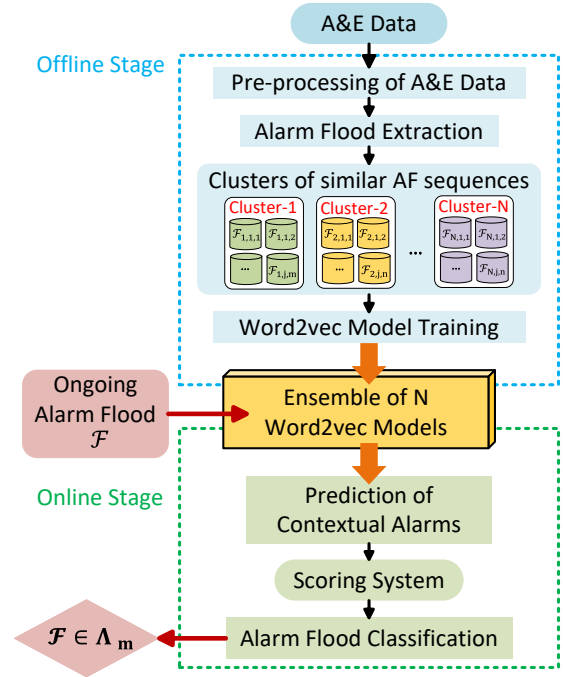 A&E Data
Offline Stage
Pre-processing of A&E Data
Alarm Flood Extraction
Clusters of similar AF sequences
Cluster-1
Cluster-2
Cluster-N
ℱ1,1,1 ℱ1,1,2
ℱ2,1,1 ℱ2,1,2
ℱN,1,1 ℱN,1,2
... ℱ1,j,m
... ℱ2,j,n
...
... ℱN,j,n
Word2vec Model Training
Ongoing
Alarm Flood
ℱ
Ensemble of N
Word2vec Models
Online Stage
Prediction of
Contextual Alarms
Scoring System
Alarm Flood Classification
ℱ ∈ Λ m